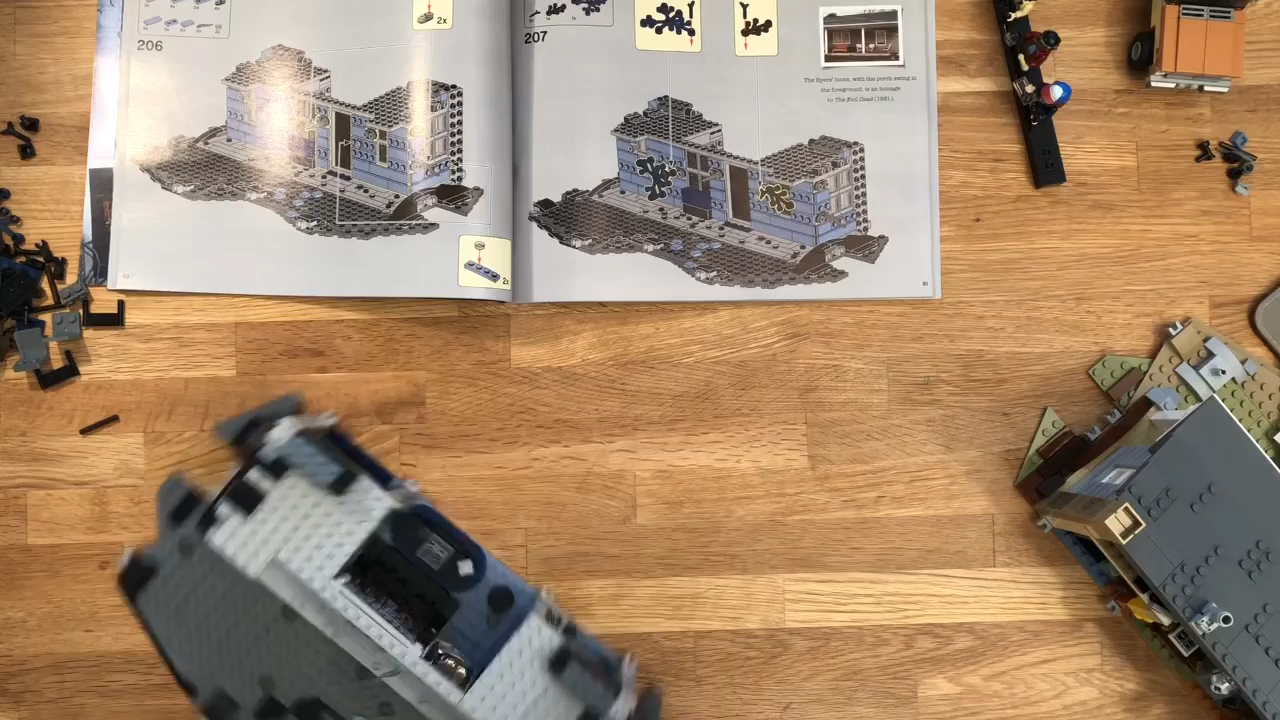 206
2x
2x
207
The Byers' home, with the porch swing in
the foreground, is an homage
to The Evil Dead (1981).
81